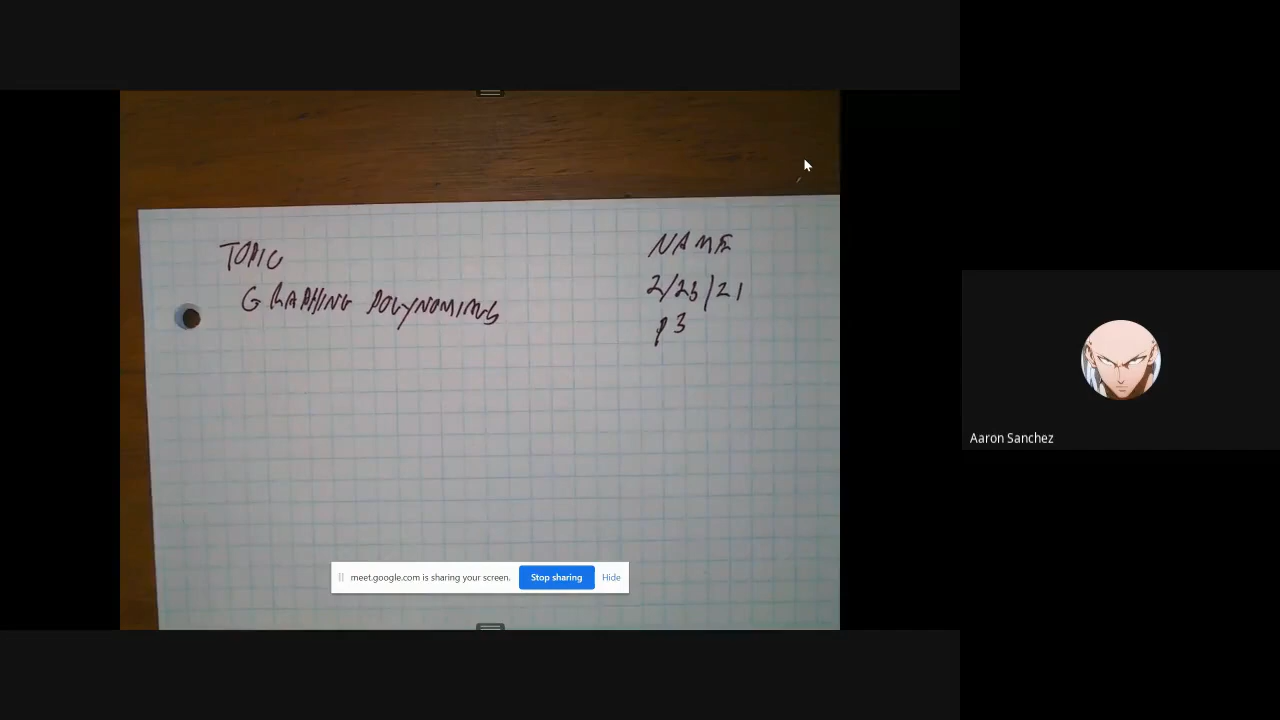 TOPIC
GRAPHING POLYNOMIALS
NAME
2/23/21
p3
meet.google.com is sharing your screen.
Stop sharing
Hide
Aaron Sanchez